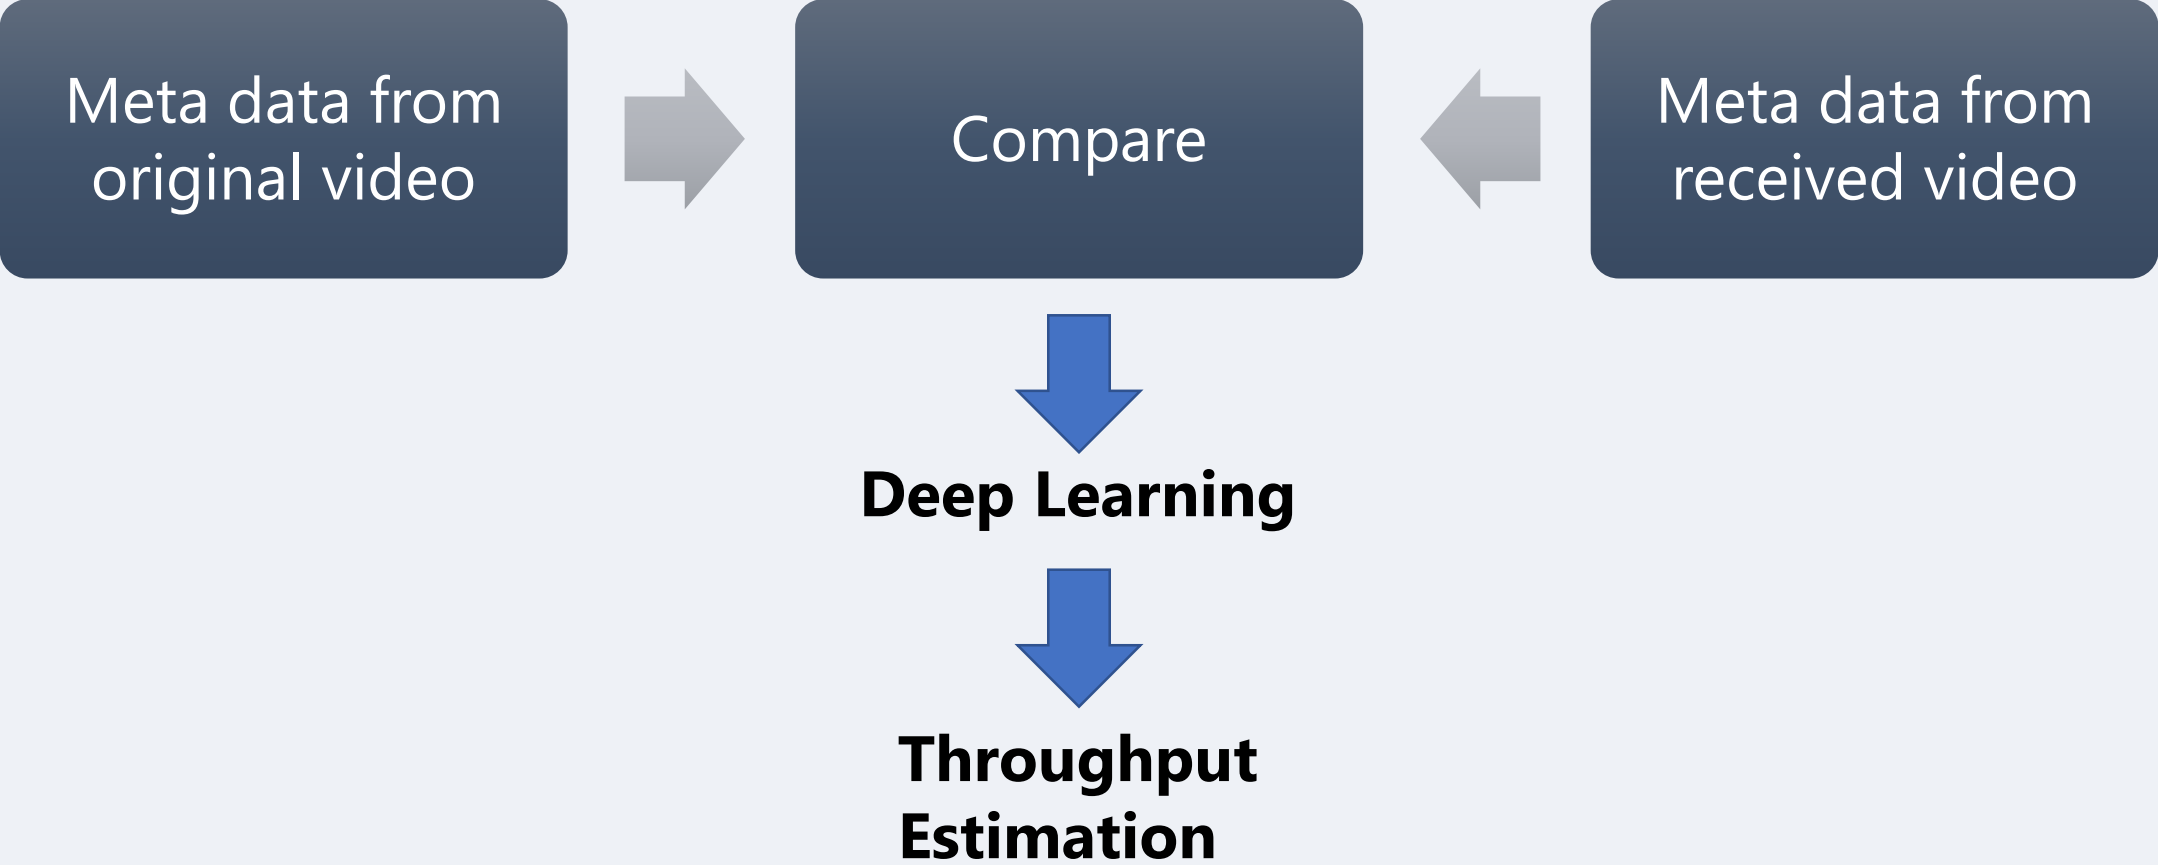 Meta data from
original video
Compare
Meta data from
received video
Deep Learning
Throughput
Estimation